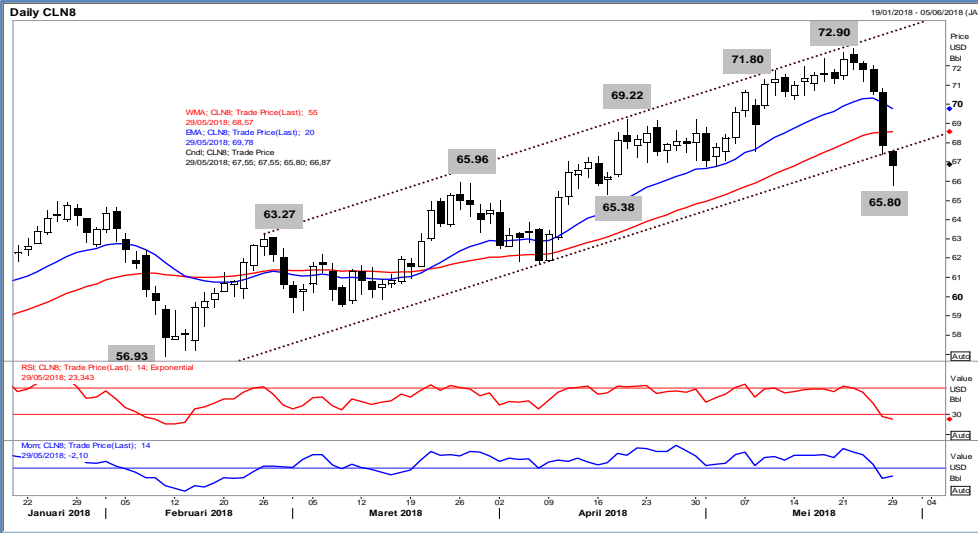 Daily CLN8
19/01/2018 - 05/06/2018 (JA
Price
USD
Bbl
72.90
71.80
69.22
65.96
63.27
65.38
65.80
56.93
WMA; CLN8; Trade Price(Last); 55
29/05/2018; 68,57
EMA; CLN8; Trade Price(Last); 20
29/05/2018; 69,78
Cndl; CLN8; Trade Price
29/05/2018; 67,55; 67,55; 65,80; 66,87
72
71
70
69
68
67
66
65
64
63
62
61
60
59
58
Auto
RSI; CLN8; Trade Price(Last); 14; Exponential
29/05/2018; 23,343
Value
USD
Bbl
30
Auto
Mom; CLN8; Trade Price(Last); 14
29/05/2018; -2,10
Value
USD
Bbl
Auto
22 29 05 12 20 26 05 12 19 26 02 09 16 23 30 07 14 21 29 04
Januari 2018 Februari 2018 Maret 2018 April 2018 Mei 2018